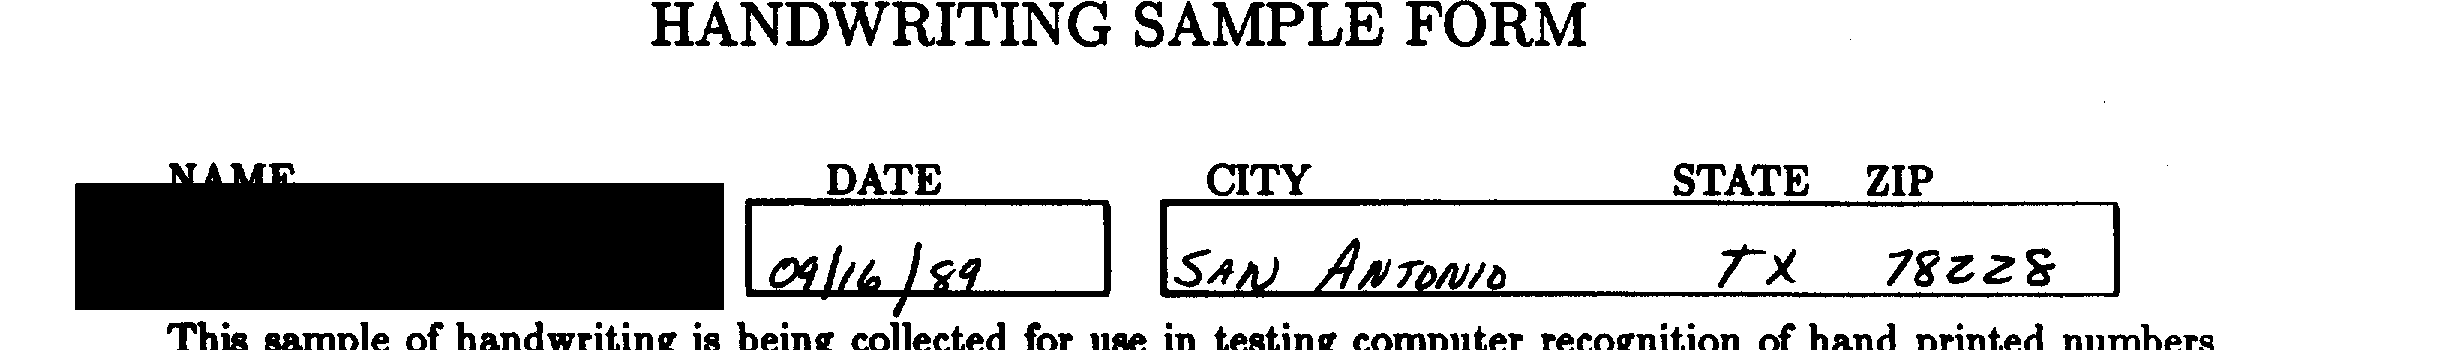 HANDWRITING SAMPLE FORM
NAME DATE CITY STATE ZIP
09/16/89 SAN ANTONIO TX 78228
This sample of handwriting is being collected for use in testing computer recognition of hand printed numbers